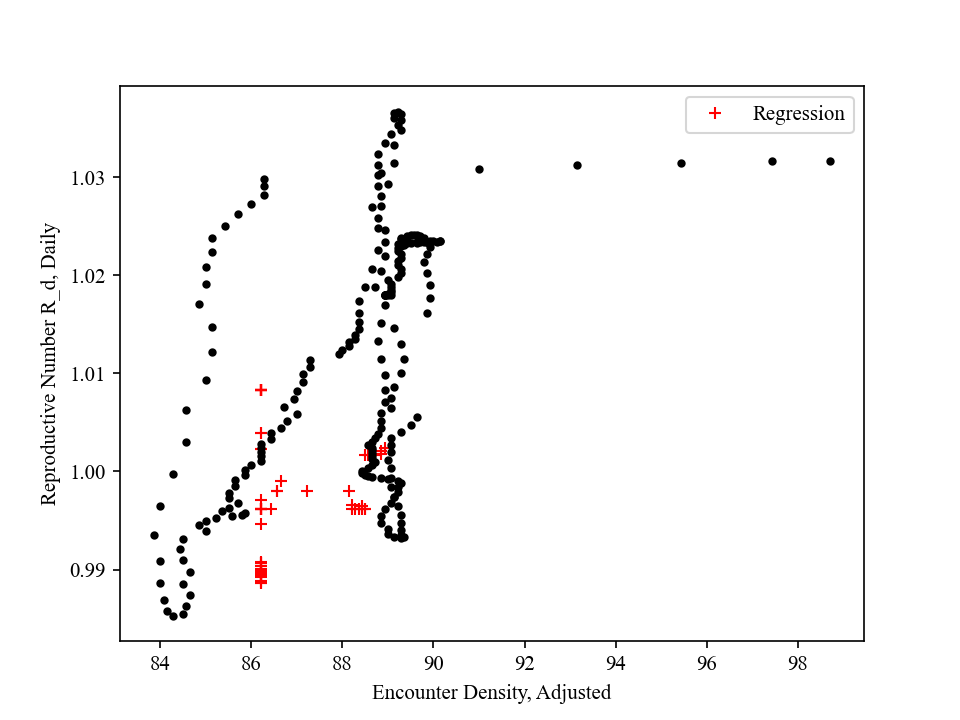 Regression
1.03
1.02
1.01
1.00
0.99
Reproductive Number R_d, Daily
84 86 88 90 92 94 96 98
Encounter Density, Adjusted